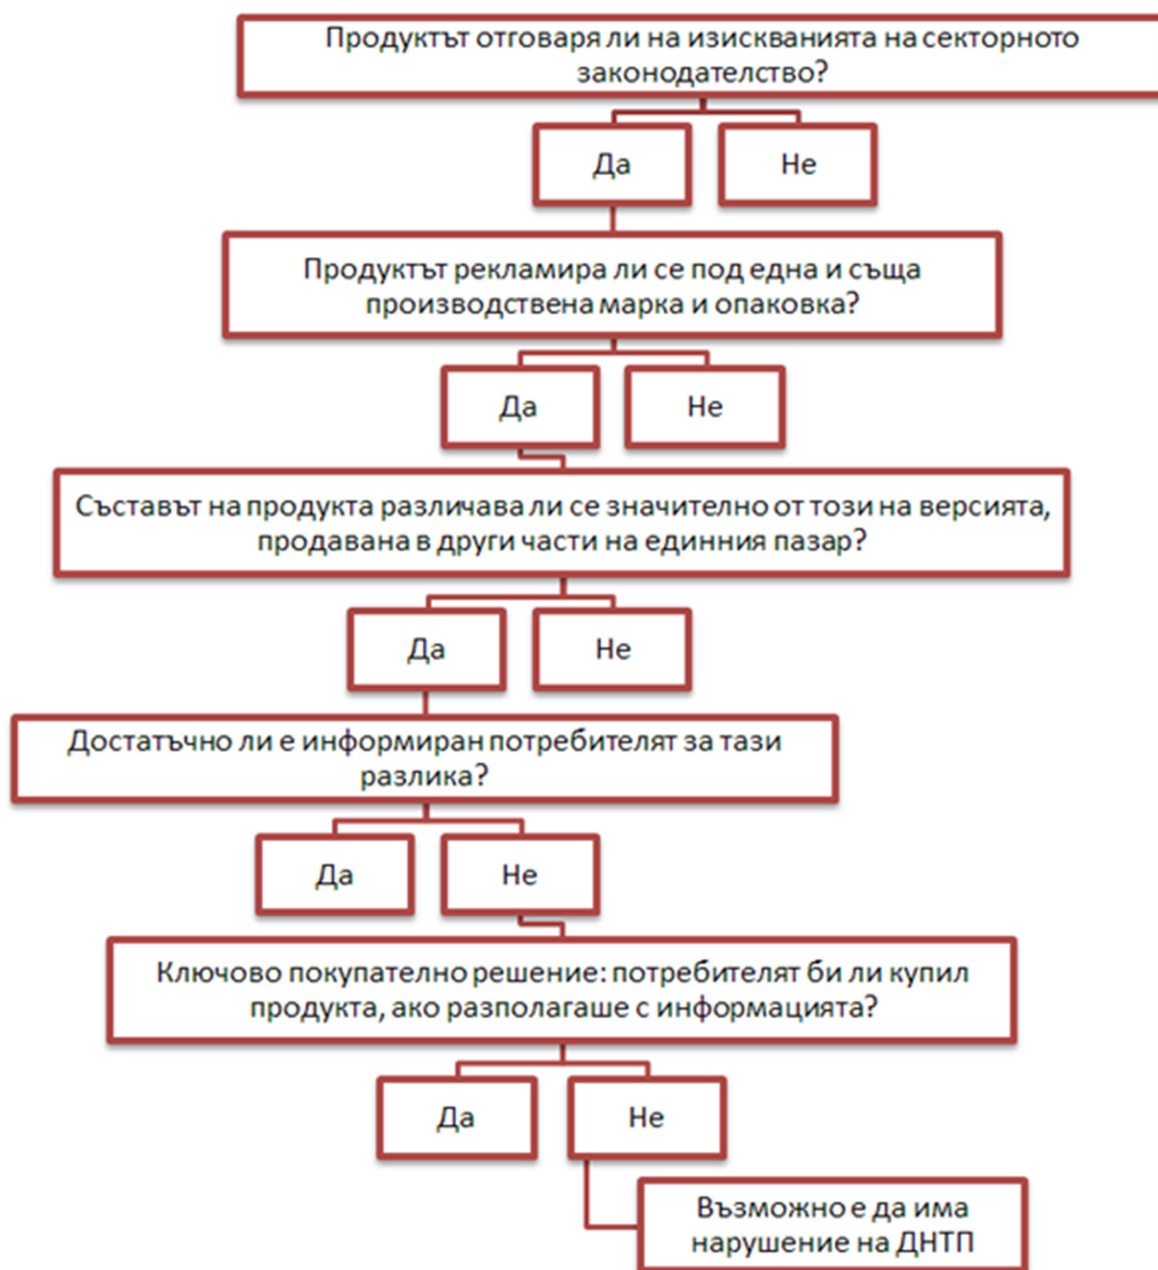 Продуктът отговаря ли на изискванията на секторното
законодателство?
Да
Не
Продуктът рекламира ли се под една и съща
производствена марка и опаковка?
Да
Не
Съставът на продукта различава ли се значително от този на версията,
продавана в други части на единния пазар?
Да
Не
Достатъчно ли е информиран потребителят за тази
разлика?
Да
Не
Ключово покупателно решение: потребителят би ли купил
продукта, ако разполагаше с информацията?
Да
Не
Възможно е да има
нарушение на ДНТП